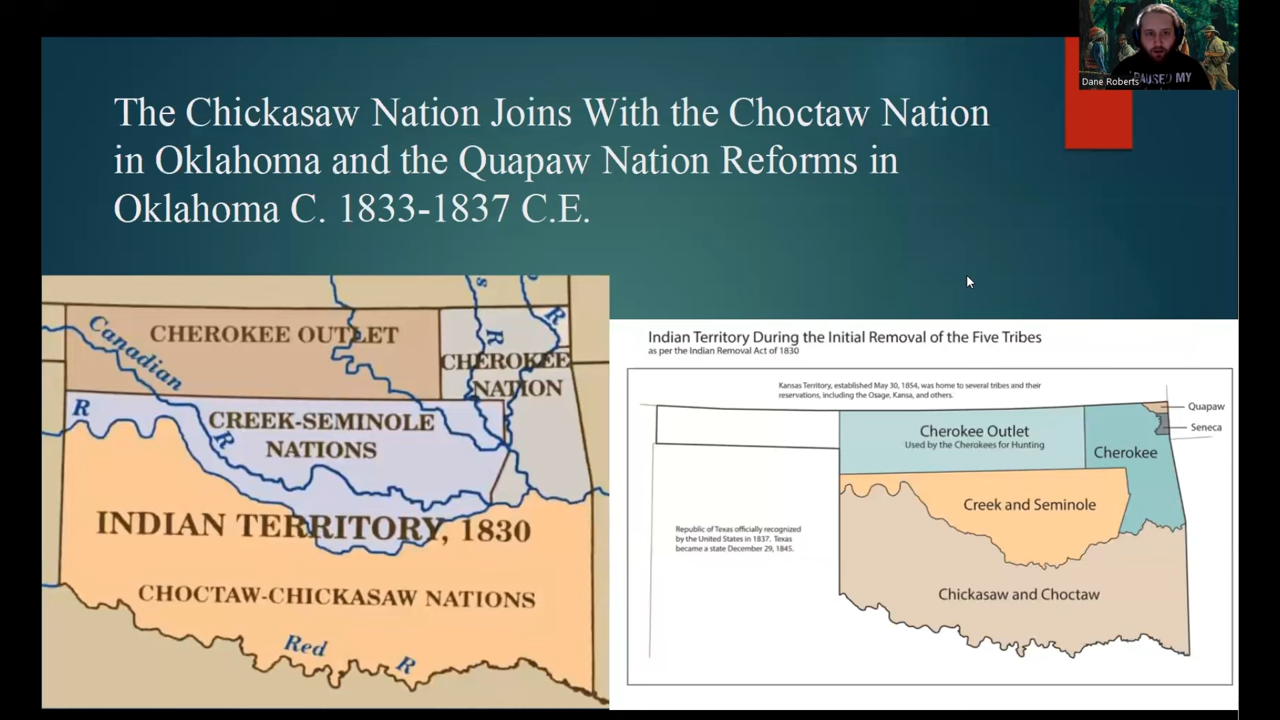 Dane Roberts
PAUSED MY
The Chickasaw Nation Joins With the Choctaw Nation
in Oklahoma and the Quapaw Nation Reforms in
Oklahoma C. 1833-1837 C.E.
CHEROKEE OUTLET
Canadian
R
s
R
R
CHEROKEE
NATION
R
R
CREEK-SEMINOLE
NATIONS
INDIAN TERRITORY, 1830
CHOCTAW-CHICKASAW NATIONS
Red
R
Indian Territory During the Initial Removal of the Five Tribes
as per the Indian Removal Act of 1830
Kansas Territory, established May 30, 1854, was home to several tribes and their
reservations, including the Osage, Kansa, and others.
Quapaw
Seneca
Cherokee Outlet
Used by the Cherokees for Hunting
Cherokee
Creek and Seminole
Republic of Texas officially recognized
by the United States in 1837. Texas
became a state December 29, 1845.
Chickasaw and Choctaw